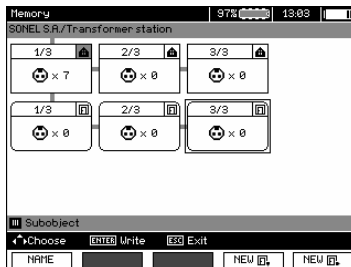 Memory 97% 13:03
SONEL S.A./Transformer station
1/3 2/3 3/3
× 7 × 0 × 0
1/3 2/3 3/3
× 0 × 0 × 0
Subobject
Choose ENTER Write ESC Exit
NAME NEW NEW